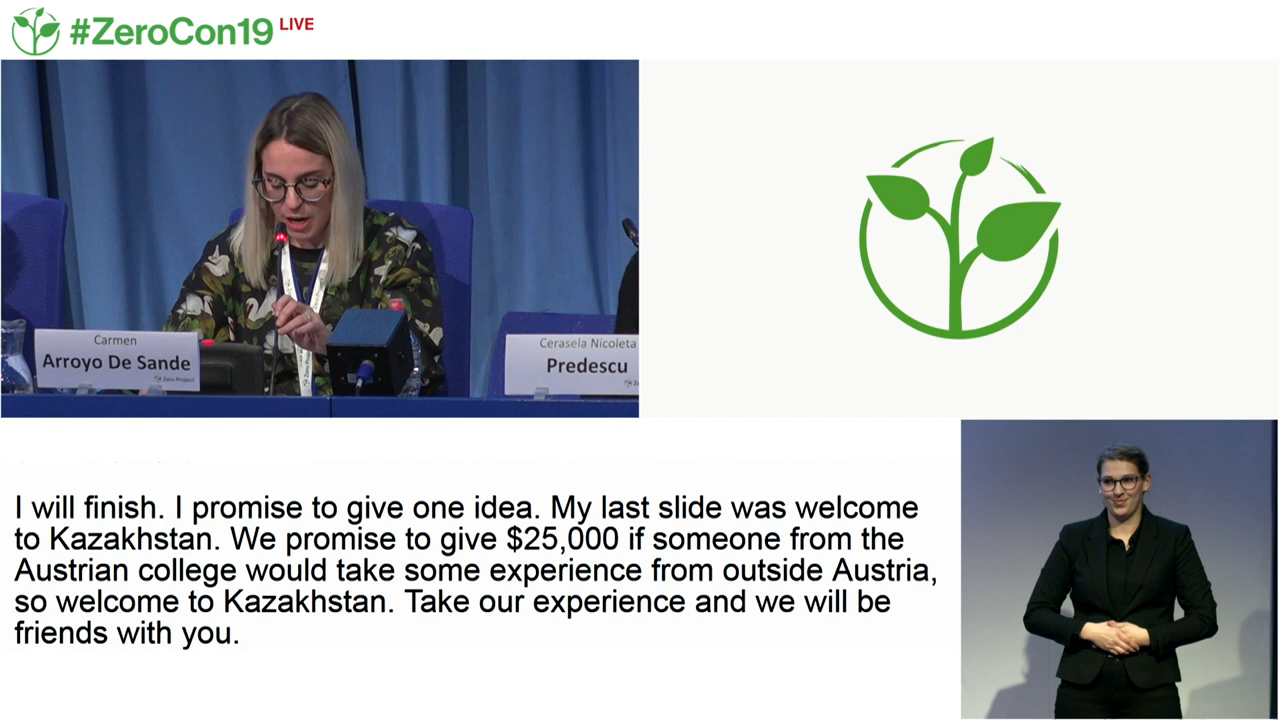 #ZeroCon19 LIVE
Carmen
Arroyo De Sande
Zero Project
Cerasela Nicoleta
Predescu
I will finish. I promise to give one idea. My last slide was welcome
to Kazakhstan. We promise to give $25,000 if someone from the
Austrian college would take some experience from outside Austria,
so welcome to Kazakhstan. Take our experience and we will be
friends with you.